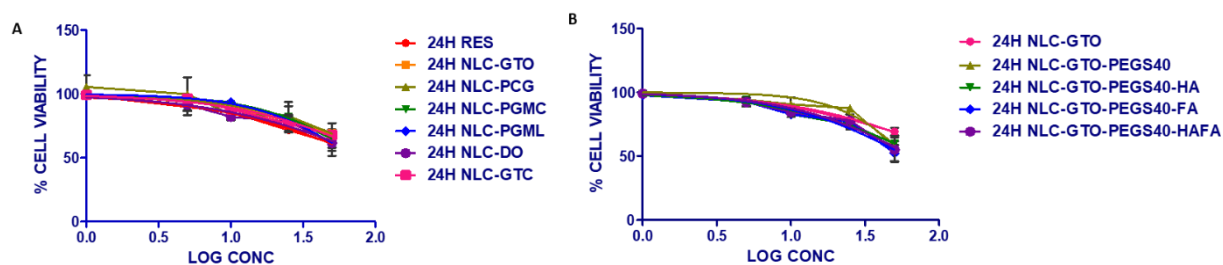 A
150
100
50
0
% CELL VIABILITY
0.0 0.5 1.0 1.5 2.0
LOG CONC
24H RES
24H NLC-GTO
24H NLC-PCG
24H NLC-PGMC
24H NLC-PGML
24H NLC-DO
24H NLC-GTC
B
150
100
50
0
% CELL VIABILITY
0.0 0.5 1.0 1.5 2.0
LOG CONC
24H NLC-GTO
24H NLC-GTO-PEGS40
24H NLC-GTO-PEGS40-HA
24H NLC-GTO-PEGS40-FA
24H NLC-GTO-PEGS40-HAFA